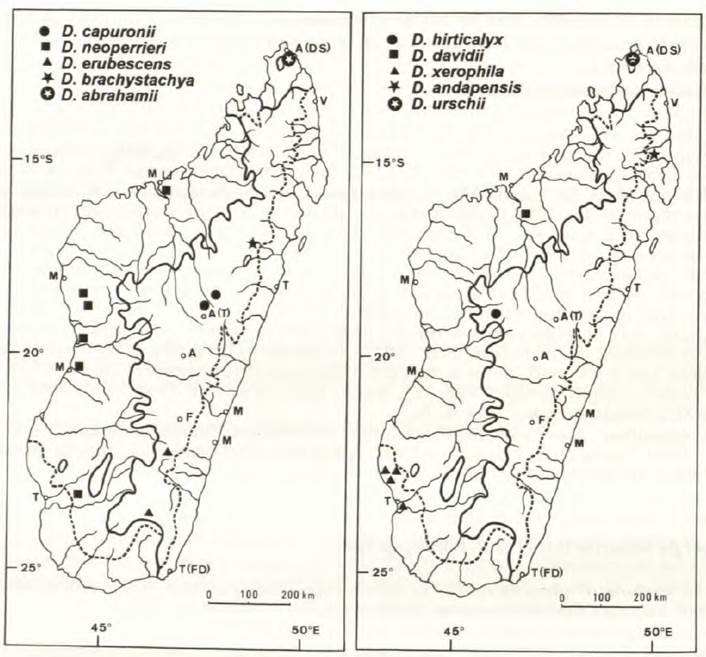 D. capuronii
D. neoperrieri
D. erubescens
D. brachystachya
D. abrahamii
A (DS)
V
15°S
M
M
T
A (T)
20°
M
A
F
M
M
T
25°
T (FD)
0 100 200 km
45°
50°E
D. hirticalyx
D. davidii
D. xerophila
D. andapensis
D. urschii
A (DS)
V
15°S
M
M
T
A (T)
20°
M
A
F
M
M
T
25°
T (FD)
0 100 200 km
45°
50°E